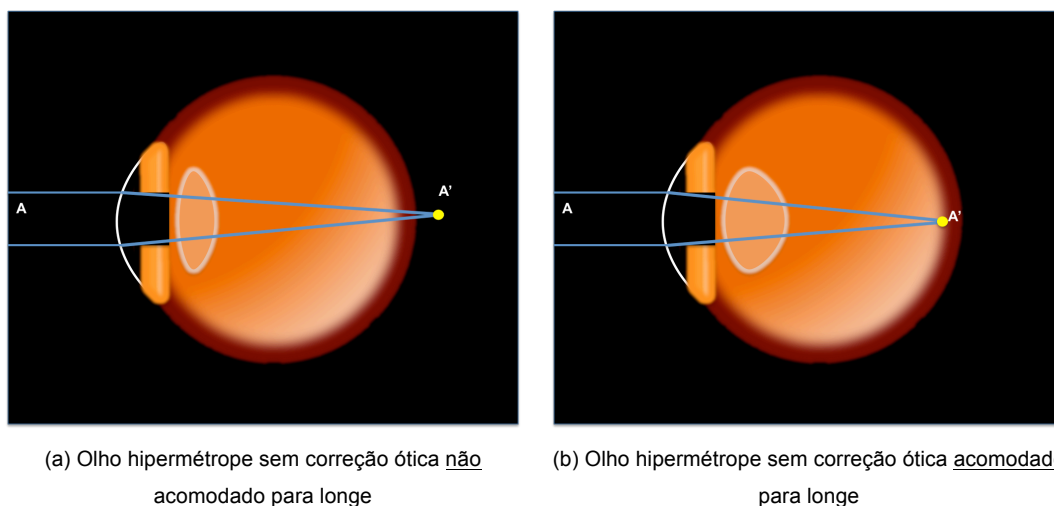 A
A'
A
A'
(a) Olho hipermétrope sem correção ótica não
acomodado para longe
(b) Olho hipermétrope sem correção ótica acomodad
para longe